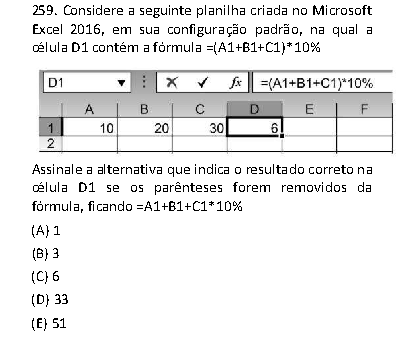 259. Considere a seguinte planilha criada no Microsoft
Excel 2016, em sua configuração padrão, na qual a
célula D1 contém a fórmula =(A1+B1+C1)*10%
D1 fx =(A1+B1+C1)*10%
A B C D E F
1 10 20 30 6
2
Assinale a alternativa que indica o resultado correto na
célula D1 se os parênteses forem removidos da
fórmula, ficando =A1+B1+C1*10%
(A) 1
(B) 3
(C) 6
(D) 33
(E) 51